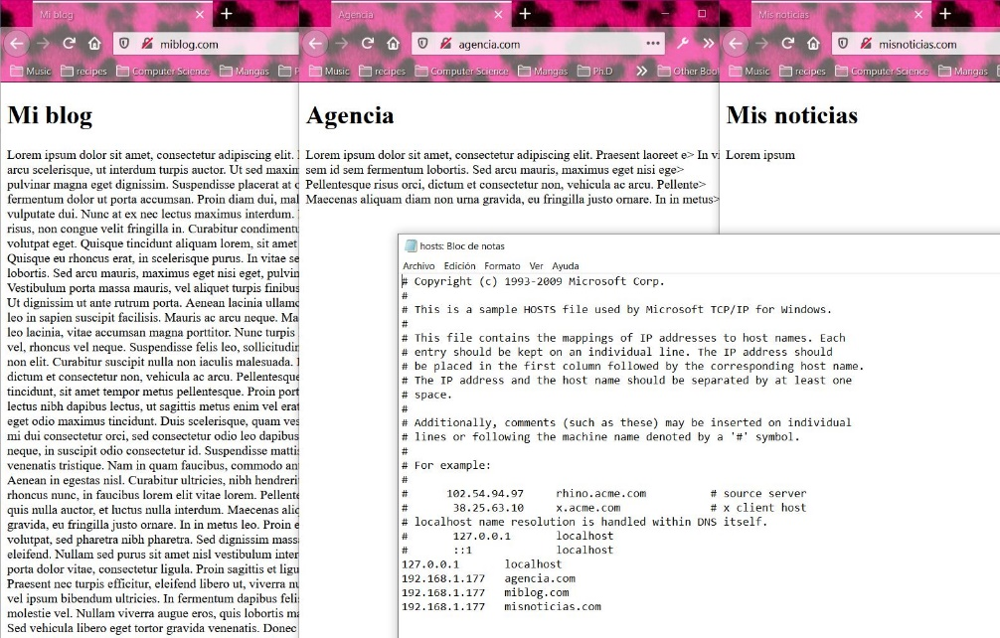 Mi blog
Agencia
Mis noticias
miblog.com
agencia.com
misnoticias.com
Music recipes Computer Science Mangas P
Music recipes Computer Science Mangas Ph.D Other Bool
Music recipes Computer Science Mangas
Mi blog
Lorem ipsum dolor sit amet, consectetur adipiscing elit.
arcu scelerisque, ut interdum turpis auctor. Ut sed maxin
pulvinar magna eget dignissim. Suspendisse placerat at c
fermentum dolor ut porta accumsan. Proin diam dui, mal
vulputate dui. Nunc at ex nec lectus maximus interdum.
risus, non congue velit fringilla in. Curabitur condimentu
volutpat eget. Quisque tincidunt aliquam lorem, sit amet
Quisque eu rhoncus erat, in scelerisque purus. In vitae se
lobortis. Sed arcu mauris, maximus eget nisi eget, pulvin
Vestibulum porta massa mauris, vel aliquet turpis finibus
Ut dignissim ut ante rutrum porta. Aenean lacinia ullamc
leo in sapien suscipit facilisis. Mauris ac arcu neque. Ma
leo lacinia, vitae accumsan magna porttitor. Nunc turpis
vel, rhoncus vel neque. Suspendisse felis leo, sollicitudin
non elit. Curabitur suscipit nulla non iaculis malesuada.
dictum et consectetur non, vehicula ac arcu. Pellentesque
tincidunt, sit amet tempor metus pellentesque. Proin port
lectus nibh dapibus lectus, ut sagittis metus enim vel erat
eget odio maximus tincidunt. Duis scelerisque, quam ves
mi dui consectetur orci, sed consectetur odio leo dapibus
neque, in suscipit odio consectetur id. Suspendisse mattis
venenatis tristique. Nam in quam faucibus, commodo an
Aenean in egestas nisl. Curabitur ultricies, nibh hendrerit
rhoncus nunc, in faucibus lorem elit vitae lorem. Pellente
quis nulla auctor, et luctus nulla interdum. Maecenas aliq
gravida, eu fringilla justo ornare. In in metus leo. Proin e
volutpat, sed pharetra nibh pharetra. Sed dignissim mass
eleifend. Nullam sed purus sit amet nisl vestibulum inter
porta dolor vitae, consectetur ligula. Proin sagittis et ligu
Praesent nec turpis efficitur, eleifend libero ut, viverra nu
vel ipsum bibendum ultricies. In fermentum dapibus feli
molestie vel. Nullam viverra augue eros, quis lobortis ma
Sed vehicula libero eget tortor gravida venenatis. Donec
Agencia
Lorem ipsum dolor sit amet, consectetur adipiscing elit. Praesent laoreet e> In vi
sem id sem fermentum lobortis. Sed arcu mauris, maximus eget nisi ege>
Pellentesque risus orci, dictum et consectetur non, vehicula ac arcu. Pellente>
Maecenas aliquam diam non urna gravida, eu fringilla justo ornare. In in metus>
Mis noticias
Lorem ipsum
hosts: Bloc de notas
Archivo Edición Formato Ver Ayuda
# Copyright (c) 1993-2009 Microsoft Corp.
#
# This is a sample HOSTS file used by Microsoft TCP/IP for Windows.
#
# This file contains the mappings of IP addresses to host names. Each
# entry should be kept on an individual line. The IP address should
# be placed in the first column followed by the corresponding host name.
# The IP address and the host name should be separated by at least one
# space.
#
# Additionally, comments (such as these) may be inserted on individual
# lines or following the machine name denoted by a '#' symbol.
#
# For example:
#
# 102.54.94.97 rhino.acme.com # source server
# 38.25.63.10 x.acme.com # x client host
# localhost name resolution is handled within DNS itself.
# 127.0.0.1 localhost
# ::1 localhost
127.0.0.1 localhost
192.168.1.177 agencia.com
192.168.1.177 miblog.com
192.168.1.177 misnoticias.com